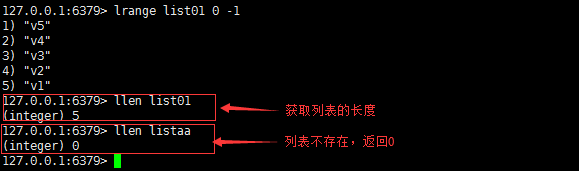 127.0.0.1:6379> lrange list01 0 -1
1) "v5"
2) "v4"
3) "v3"
4) "v2"
5) "v1"
127.0.0.1:6379> llen list01
(integer) 5
获取列表的长度
127.0.0.1:6379> llen listaa
(integer) 0
列表不存在，返回0
127.0.0.1:6379>